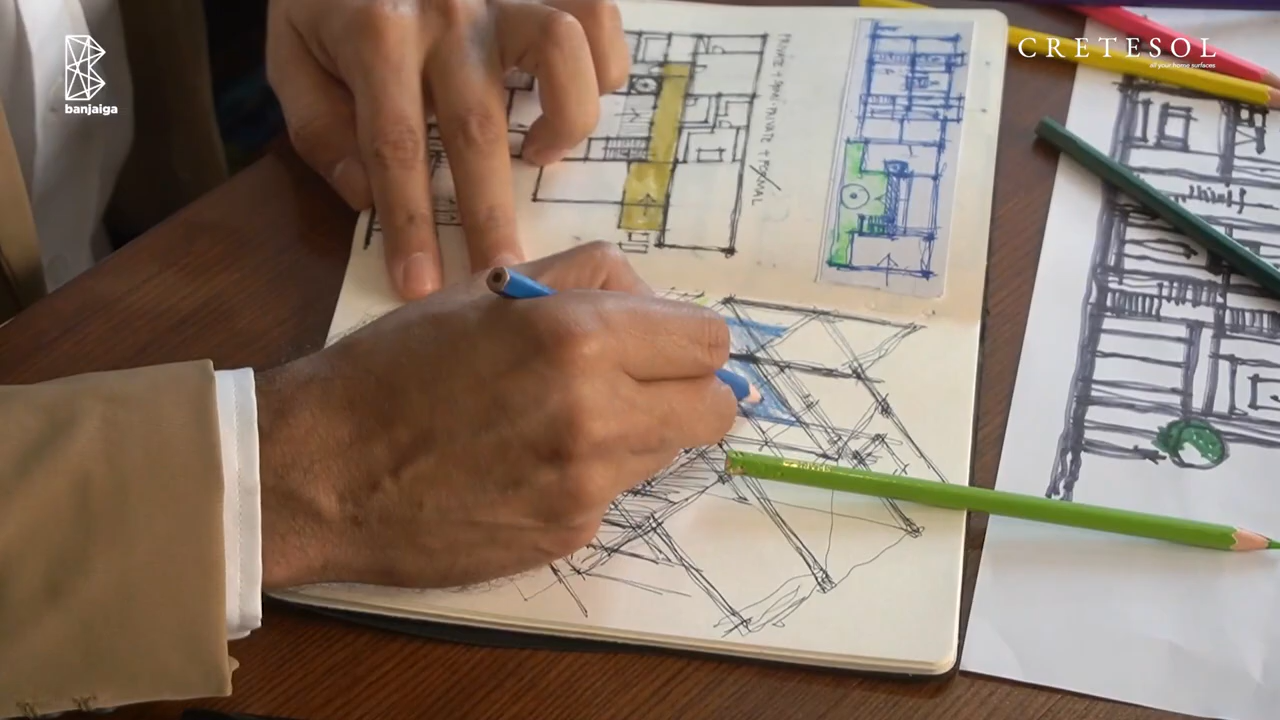 banjaiga
CRETESOL
all your home surfaces
PRIVATE + SEMI-PRIVATE + FORMAL